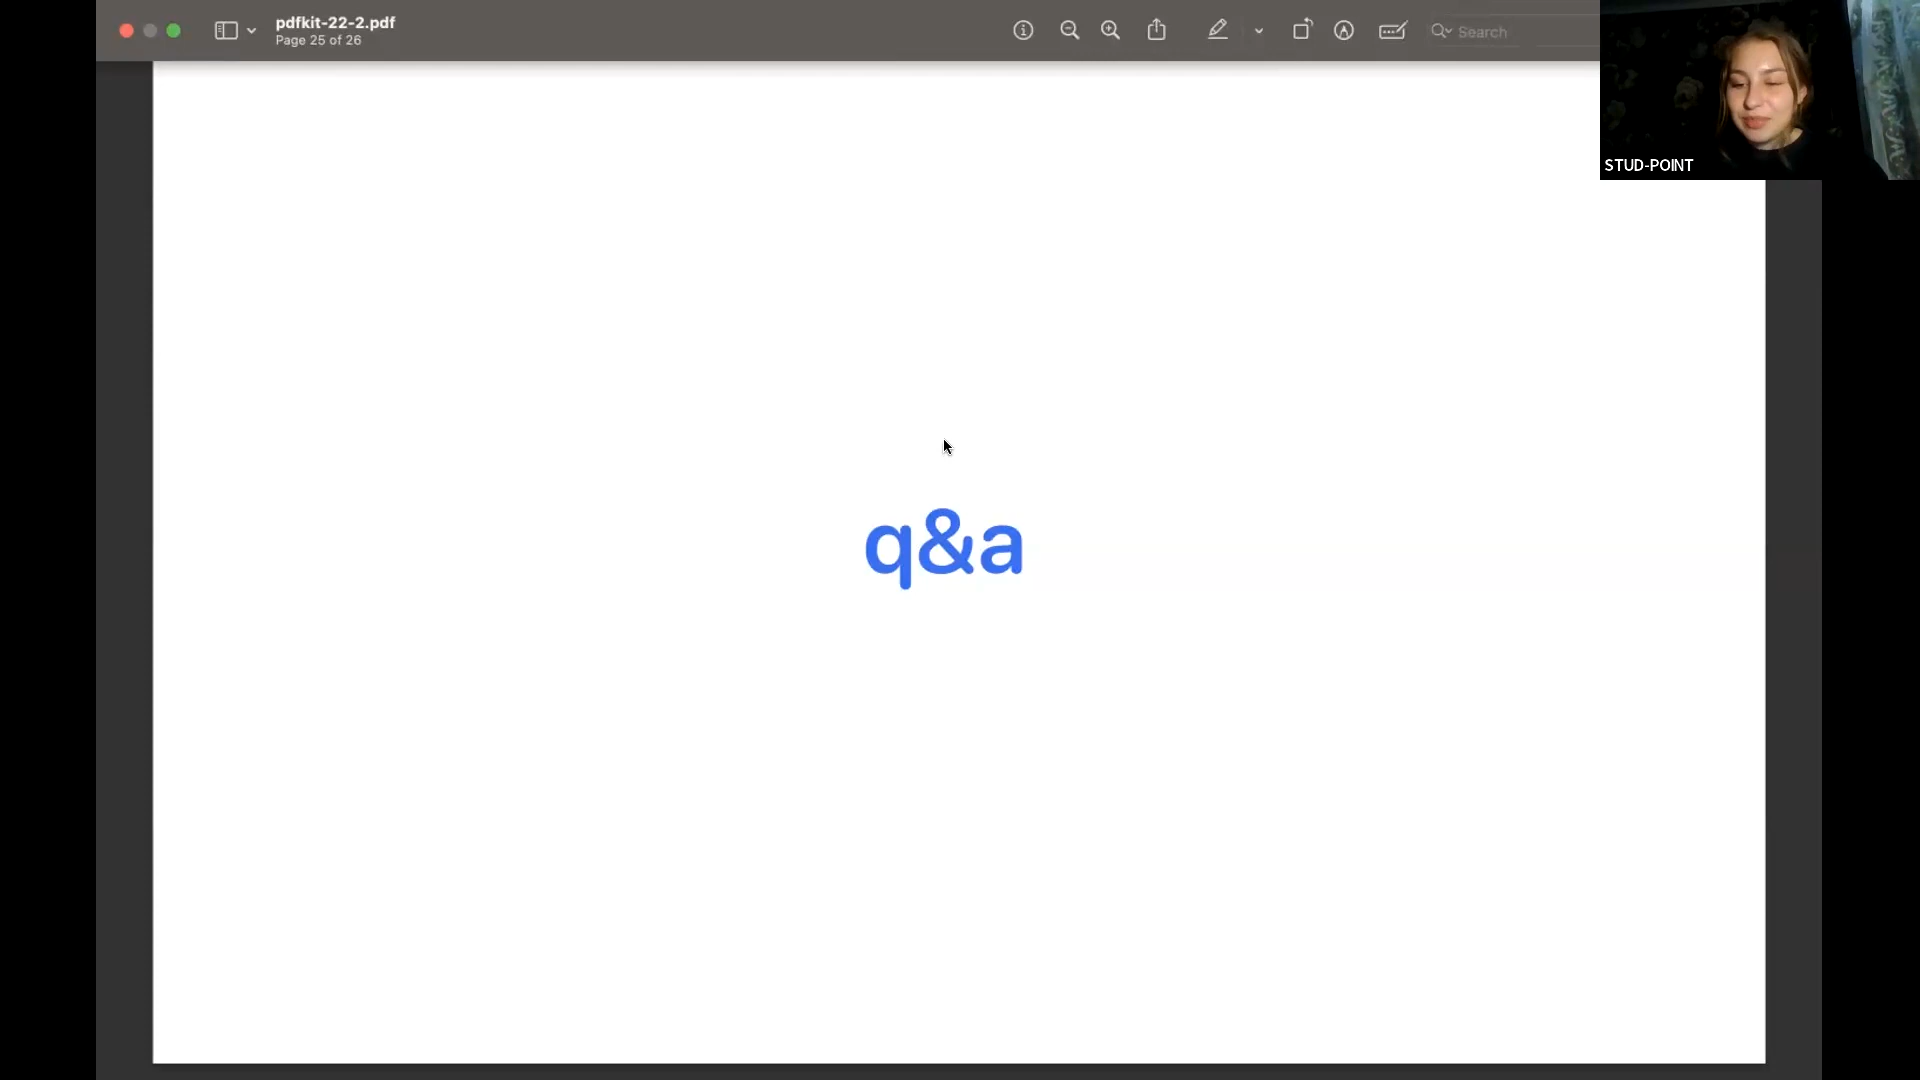 pdfkit-22-2.pdf
Page 25 of 26
Search
STUD-POINT
q&a